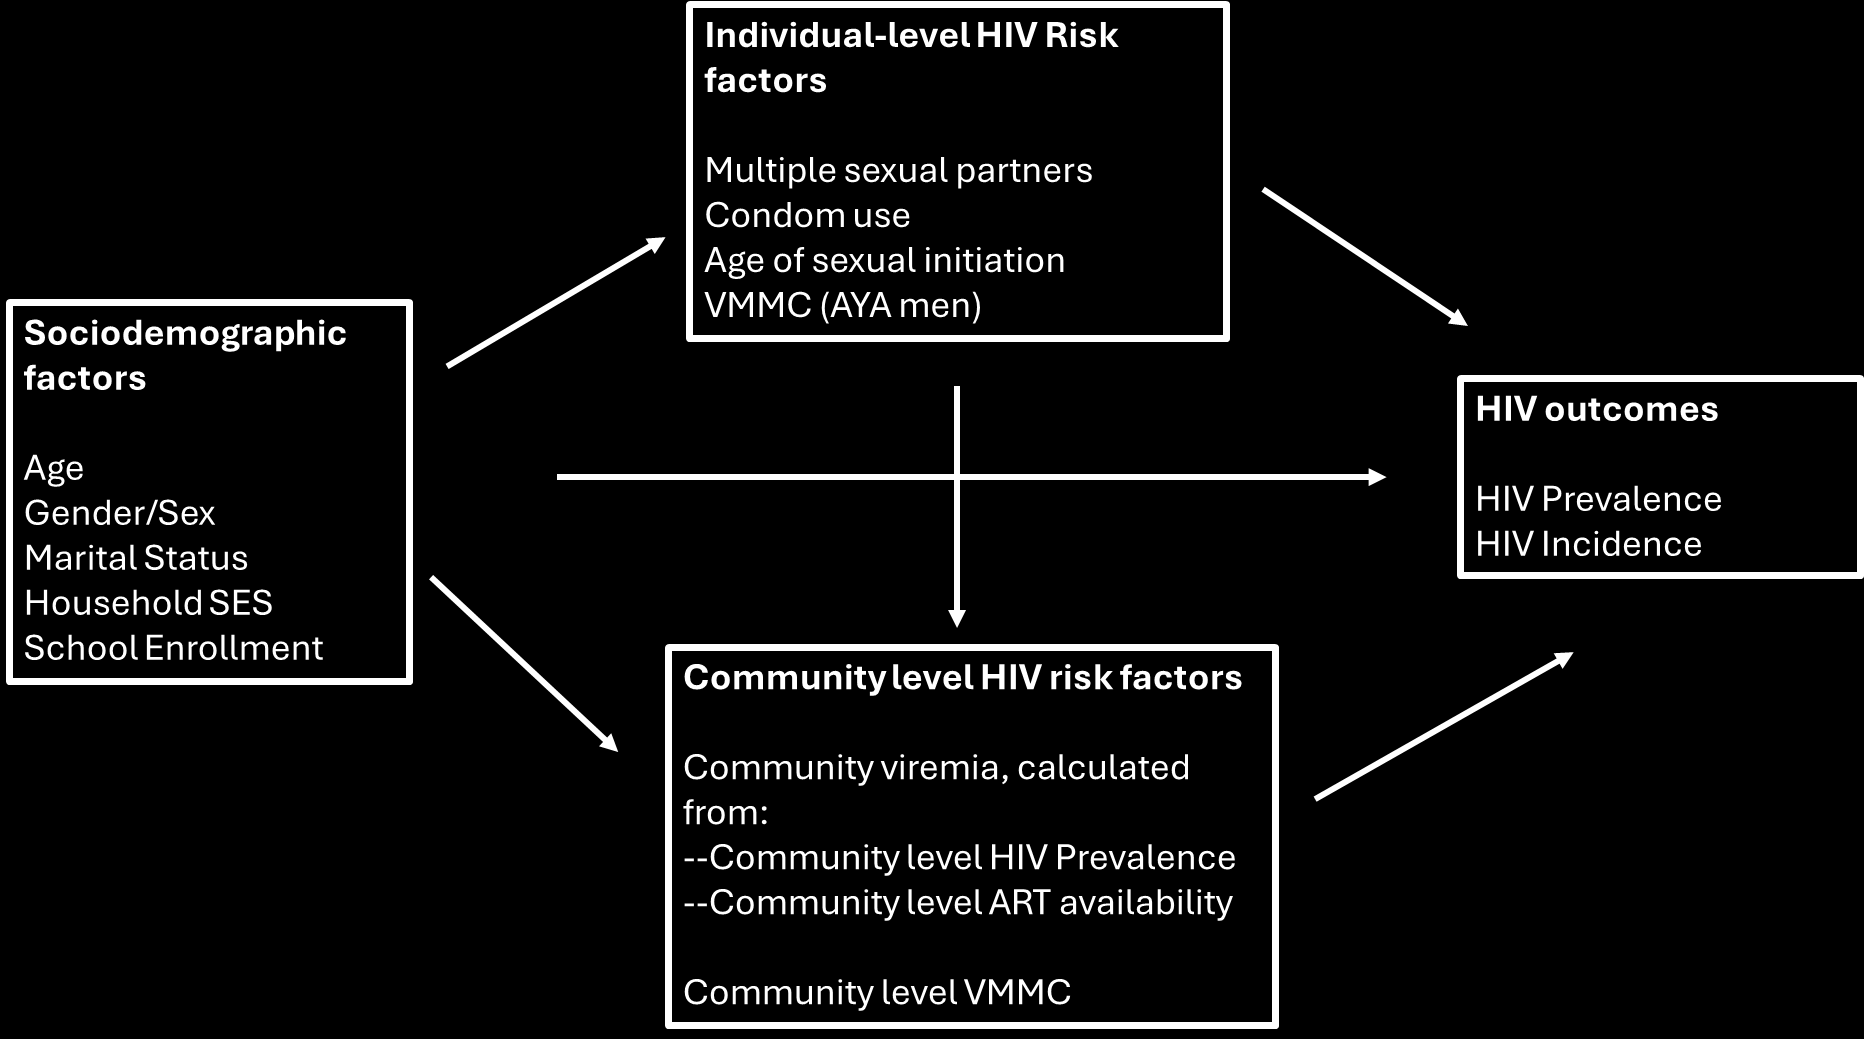 Individual-level HIV Risk
factors
Multiple sexual partners
Condom use
Age of sexual initiation
VMMC (AYA men)
Sociodemographic
factors
Age
Gender/Sex
Marital Status
Household SES
School Enrollment
HIV outcomes
HIV Prevalence
HIV Incidence
Community level HIV risk factors
Community viremia, calculated
from:
--Community level HIV Prevalence
--Community level ART availability
Community level VMMC